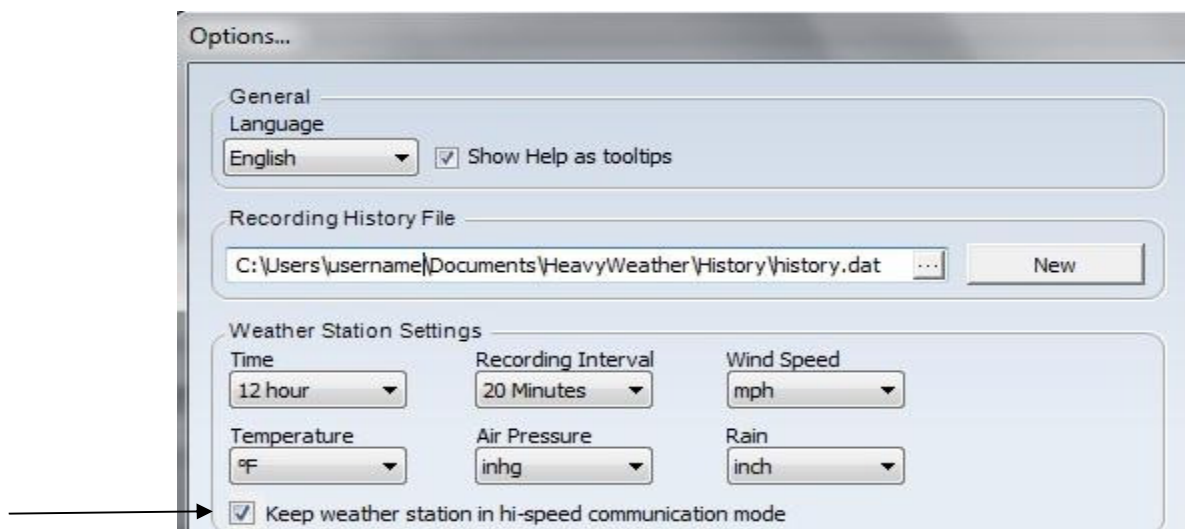 Options...
General
Language
English
Show Help as tooltips
Recording History File
C:\Users\username\Documents\HeavyWeather\History\history.dat ... New
Weather Station Settings
Time Recording Interval Wind Speed
12 hour 20 Minutes mph
Temperature Air Pressure Rain
ºF inhg inch
Keep weather station in hi-speed communication mode